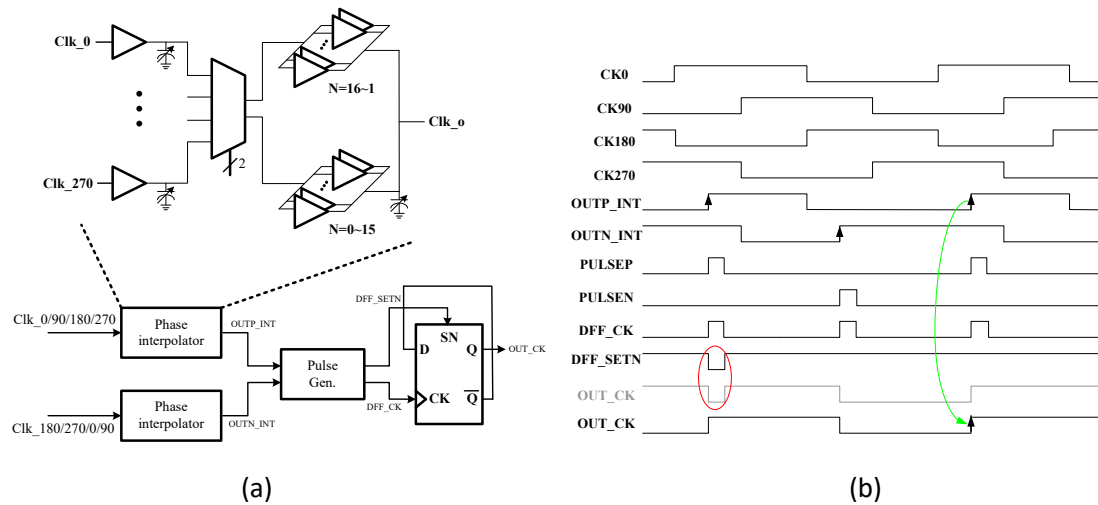 Clk_0
N=16~1
Clk_o
2
Clk_270
N=0~15
Clk_0/90/180/270
Phase
interpolator
OUTP_INT
DFF_SETN
Pulse
Gen.
SN
D
Q
OUT_CK
CK
Q
DFF_CK
Clk_180/270/0/90
Phase
interpolator
OUTN_INT
(a)
CK0
CK90
CK180
CK270
OUTP_INT
OUTN_INT
PULSEP
PULSEN
DFF_CK
DFF_SETN
OUT_CK
OUT_CK
(b)